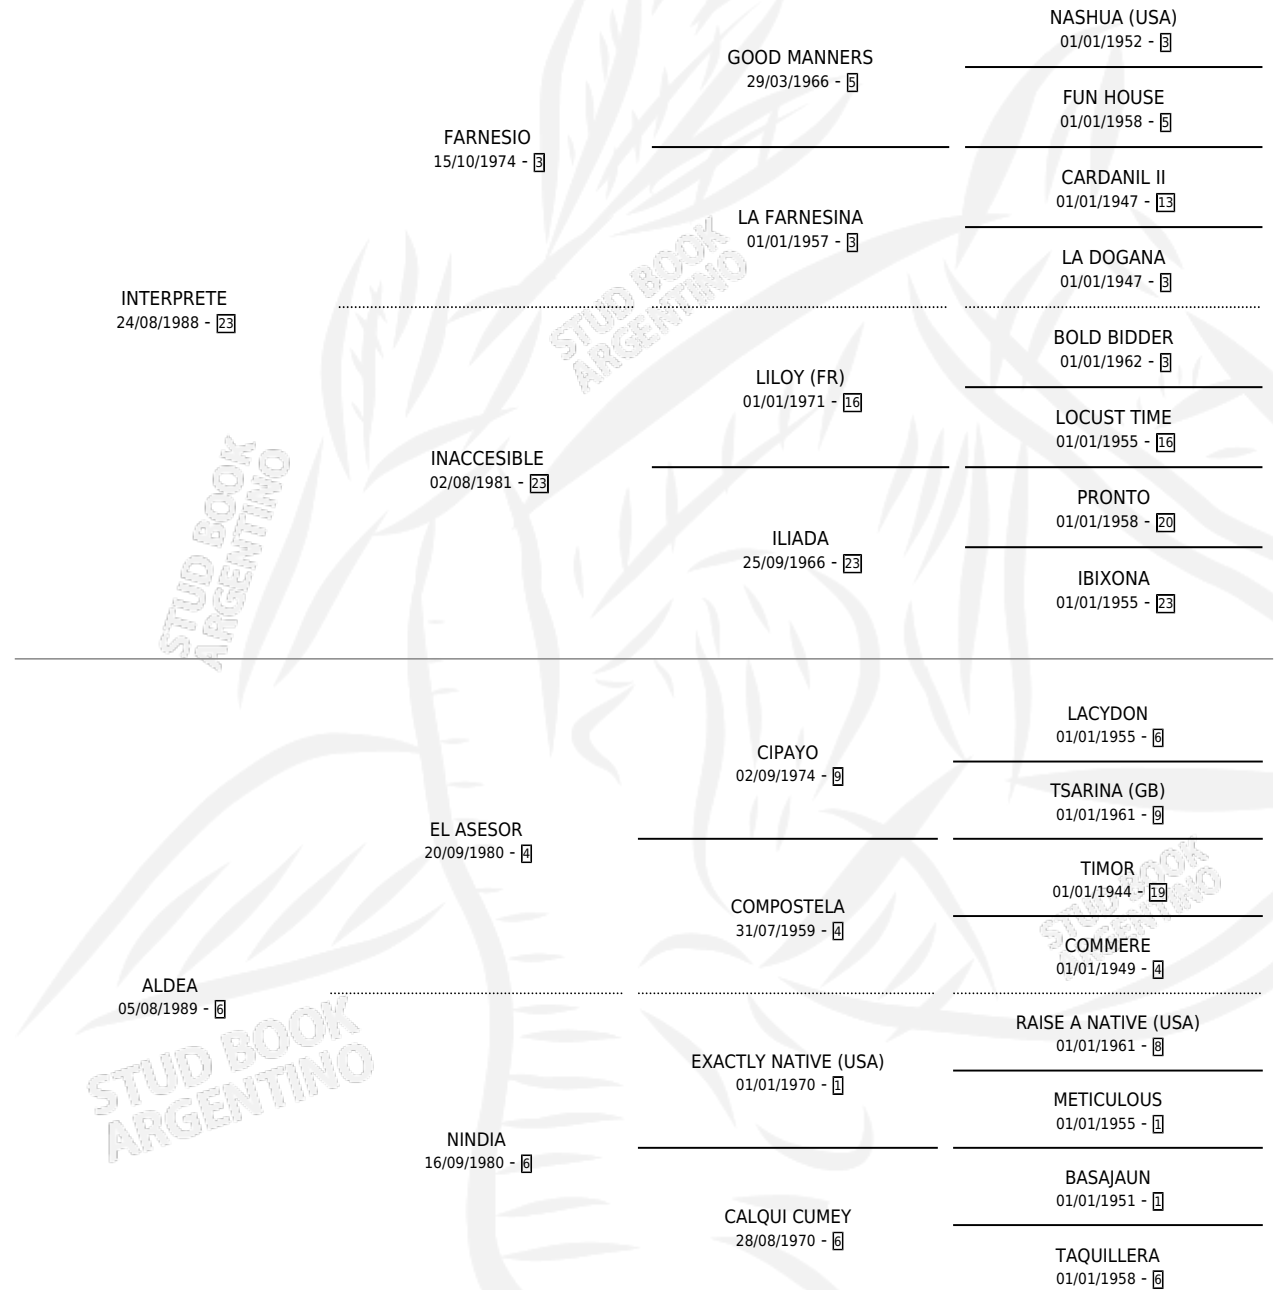 NASHUA (USA)
01/01/1952 - 3
GOOD MANNERS
29/03/1966 - 5
FUN HOUSE
01/01/1958 - 5
FARNESIO
15/10/1974 - 3
CARDANIL II
01/01/1947 - 13
LA FARNESINA
01/01/1957 - 3
LA DOGANA
01/01/1947 - 3
INTERPRETE
24/08/1988 - 23
BOLD BIDDER
01/01/1962 - 3
LILOY (FR)
01/01/1971 - 16
LOCUST TIME
01/01/1955 - 16
INACCESIBLE
02/08/1981 - 23
PRONTO
01/01/1958 - 20
ILIADA
25/09/1966 - 23
IBIXONA
01/01/1955 - 23
STUD BOOK
ARGENTINO
STUD BOOK
ARGENTINO
LACYDON
01/01/1955 - 6
CIPAYO
02/09/1974 - 9
TSARINA (GB)
01/01/1961 - 9
EL ASESOR
20/09/1980 - 4
TIMOR
01/01/1944 - 19
COMPOSTELA
31/07/1959 - 4
COMMERE
01/01/1949 - 4
STUD BOOK
ARGENTINO
ALDEA
05/08/1989 - 6
RAISE A NATIVE (USA)
01/01/1961 - 8
EXACTLY NATIVE (USA)
01/01/1970 - 1
METICULOUS
01/01/1955 - 1
STUD BOOK
ARGENTINO
NINDIA
16/09/1980 - 6
BASAJAUN
01/01/1951 - 1
CALQUI CUMEY
28/08/1970 - 6
TAQUILLERA
01/01/1958 - 6